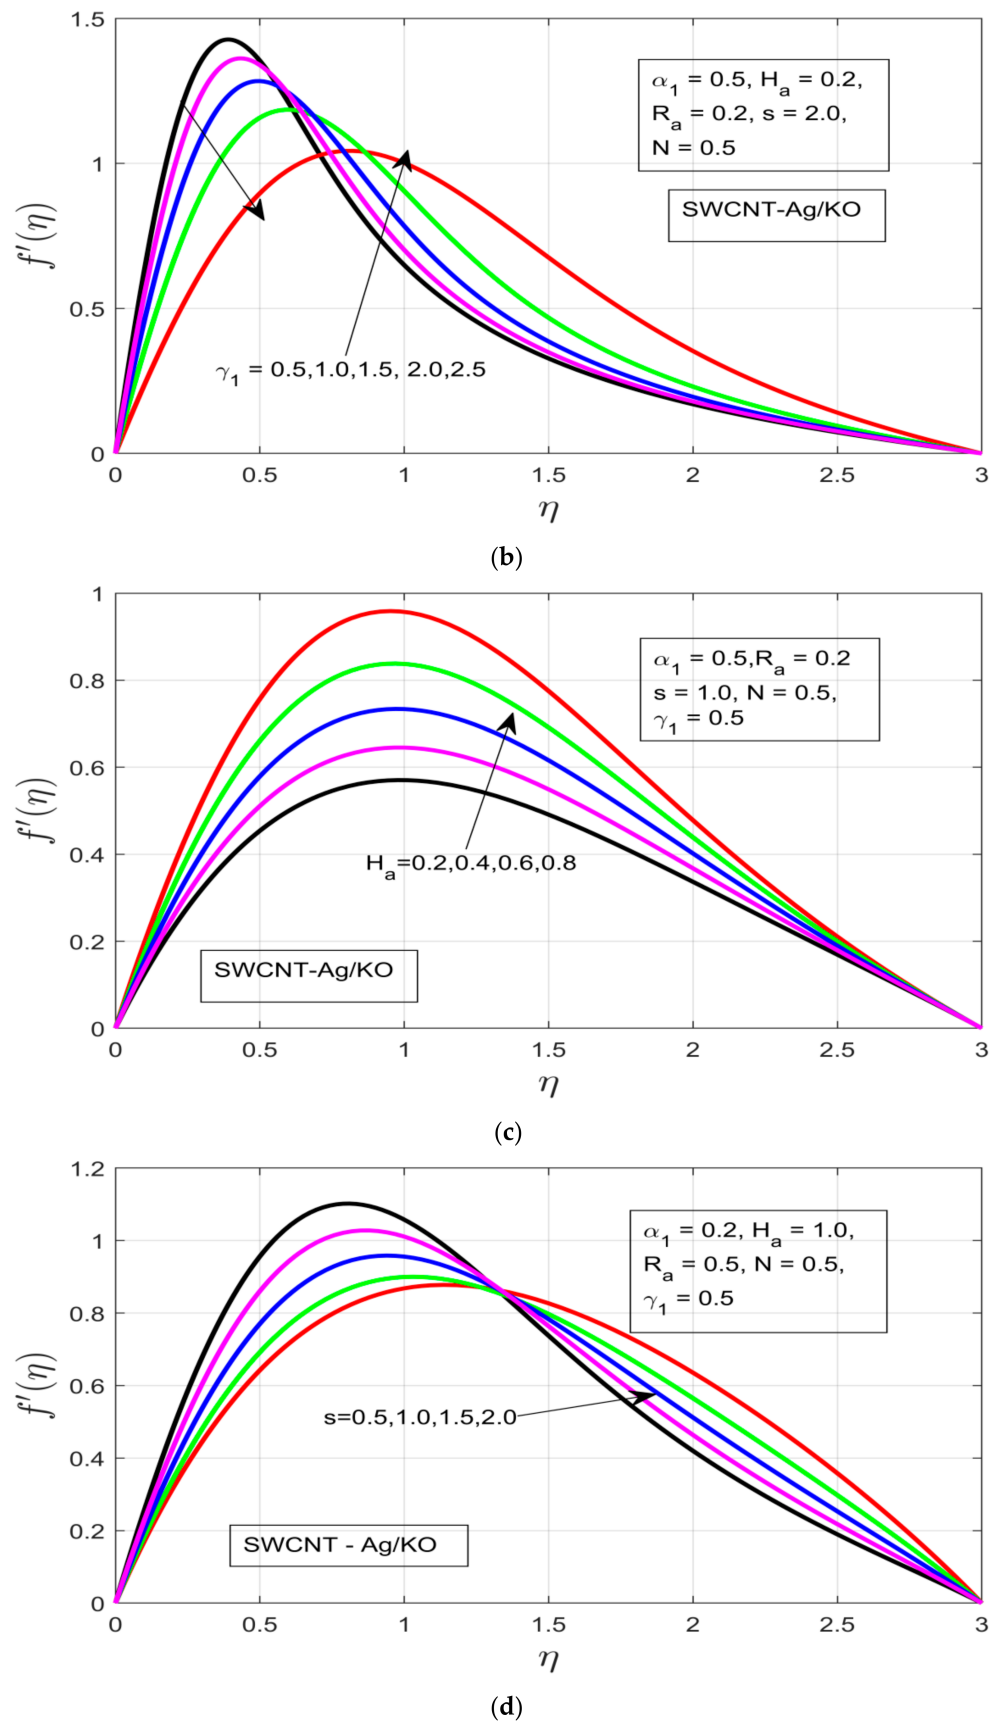 1.5
α1 = 0.5, Ha = 0.2,
Ra = 0.2, s = 2.0,
N = 0.5
SWCNT-Ag/KO
1
f′(η)
0.5
γ1 = 0.5,1.0,1.5, 2.0,2.5
0
0 0.5 1 1.5 2 2.5 3
η
(b)
1
α1 = 0.5,Ra = 0.2
s = 1.0, N = 0.5,
γ1 = 0.5
0.8
0.6
f′(η)
Ha=0.2,0.4,0.6,0.8
0.4
0.2
SWCNT-Ag/KO
0
0 0.5 1 1.5 2 2.5 3
η
(c)
1.2
α1 = 0.2, Ha = 1.0,
Ra = 0.5, N = 0.5,
γ1 = 0.5
1
0.8
f′(η)
0.6
s=0.5,1.0,1.5,2.0
0.4
0.2
SWCNT - Ag/KO
0
0 0.5 1 1.5 2 2.5 3
η
(d)